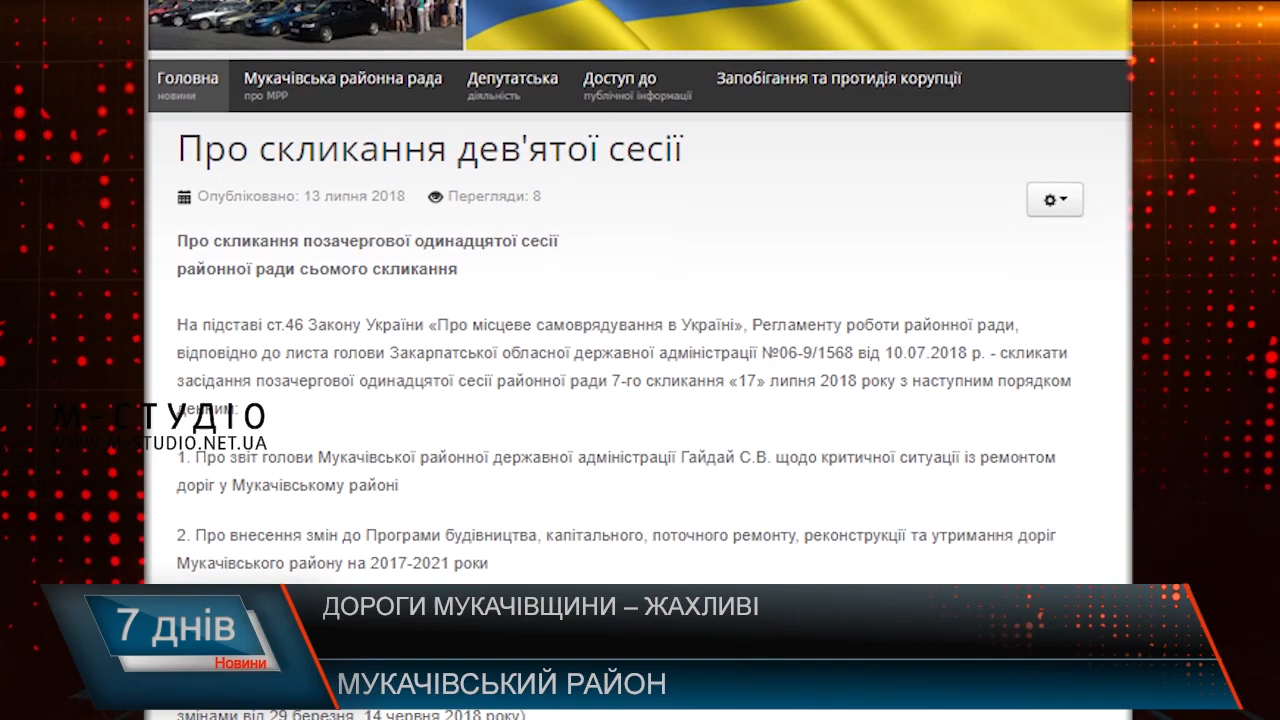 Головна
новини
Мукачівська районна рада
про МРР
Депутатська
діяльність
Доступ до
публічної інформації
Запобігання та протидія корупції
Про скликання дев'ятої сесії
Опубліковано: 13 липня 2018 Перегляди: 8
Про скликання позачергової одинадцятої сесії
районної ради сьомого скликання
На підставі ст.46 Закону України «Про місцеве самоврядування в Україні», Регламенту роботи районної ради,
відповідно до листа голови Закарпатської обласної державної адміністрації №06-9/1568 від 10.07.2018 р. - скликати
засідання позачергової одинадцятої сесії районної ради 7-го скликання «17» липня 2018 року з наступним порядком
денним:
М-СТУДІО
WWW.M-STUDIO.NET.UA
1. Про звіт голови Мукачівської районної державної адміністрації Гайдай С.В. щодо критичної ситуації із ремонтом
доріг у Мукачівському районі
2. Про внесення змін до Програми будівництва, капітального, поточного ремонту, реконструкції та утримання доріг
Мукачівського району на 2017-2021 роки
7 днів
Новини
ДОРОГИ МУКАЧІВЩИНИ – ЖАХЛИВІ
МУКАЧІВСЬКИЙ РАЙОН
змінами від 29 березня, 14 червня 2018 року)